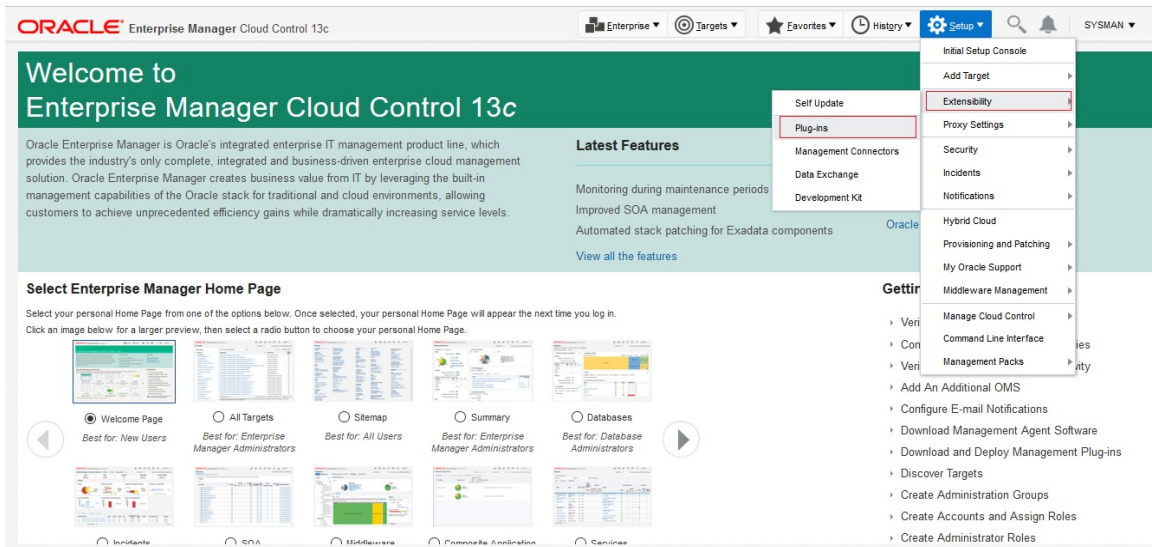 ORACLE Enterprise Manager Cloud Control 13c
Enterprise Targets Favorites History Setup SYSMAN
Welcome to
Enterprise Manager Cloud Control 13c
Oracle Enterprise Manager is Oracle's integrated enterprise IT management product line, which
provides the industry's only complete, integrated and business-driven enterprise cloud management
solution. Oracle Enterprise Manager creates business value from IT by leveraging the built-in
management capabilities of the Oracle stack for traditional and cloud environments, allowing
customers to achieve unprecedented efficiency gains while dramatically increasing service levels.
Latest Features
Monitoring during maintenance periods
Improved SOA management
Automated stack patching for Exadata components
View all the features
Oracle
Self Update
Plug-ins
Management Connectors
Data Exchange
Development Kit
Initial Setup Console
Add Target
Extensibility
Proxy Settings
Security
Incidents
Notifications
Hybrid Cloud
Provisioning and Patching
My Oracle Support
Middleware Management
Manage Cloud Control
Command Line Interface
Management Packs
Select Enterprise Manager Home Page
Select your personal Home Page from one of the options below. Once selected, your personal Home Page will appear the next time you log in.
Click an image below for a larger preview, then select a radio button to choose your personal Home Page.
Welcome Page
Best for: New Users
All Targets
Best for: Enterprise
Manager Administrators
Sitemap
Best for: All Users
Summary
Best for: Enterprise
Manager Administrators
Databases
Best for: Database
Administrators
Incidents
SOA
Middleware
Composite Application
Services
Gettin
Veri
Con ies
Veri vity
Add An Additional OMS
Configure E-mail Notifications
Download Management Agent Software
Download and Deploy Management Plug-ins
Discover Targets
Create Administration Groups
Create Accounts and Assign Roles
Create Administrator Roles